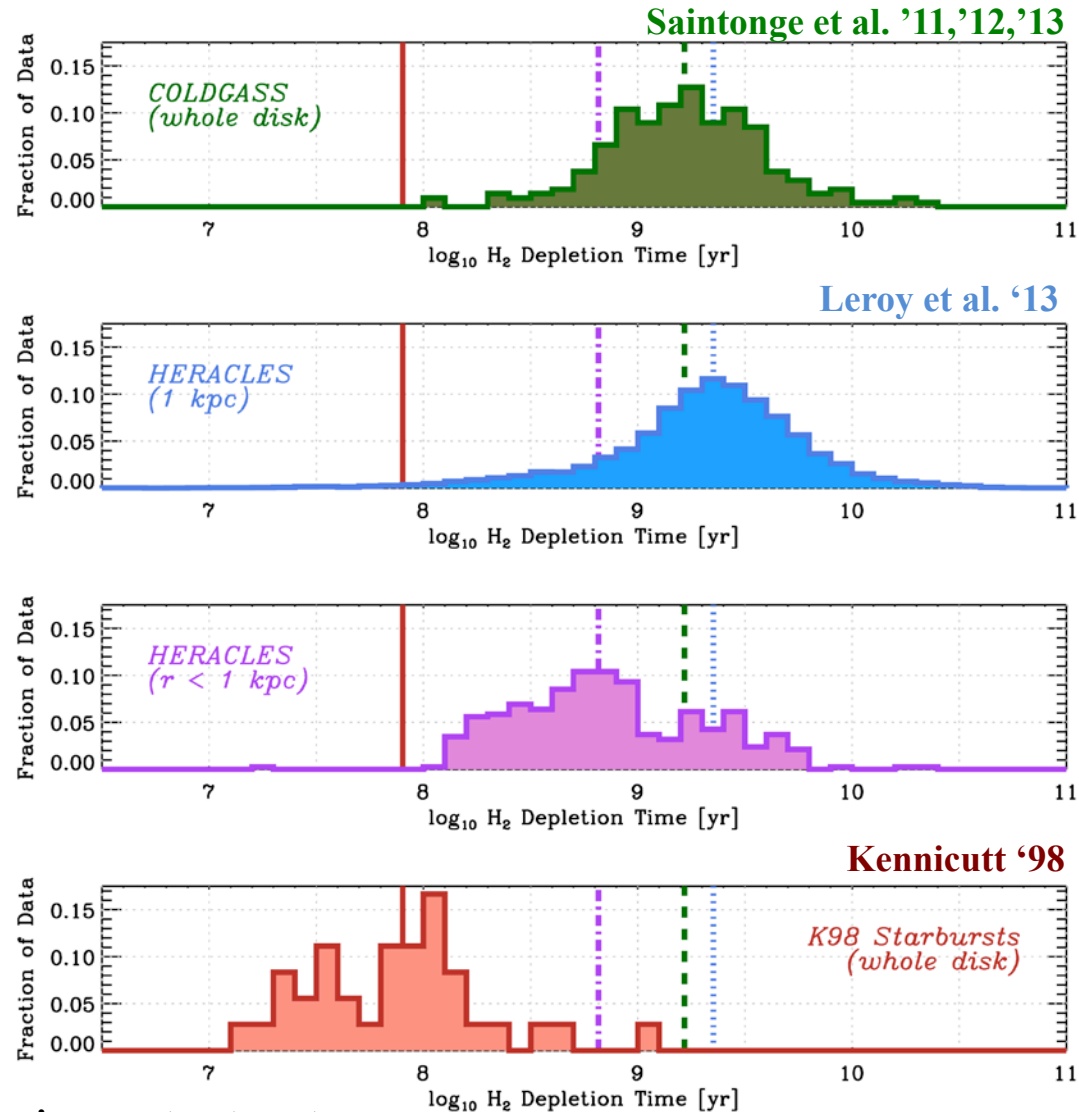 Saintonge et al. ’11,’12,’13
Fraction of Data
0.15
0.10
0.05
0.00
COLDGASS
(whole disk)
7 8 9 10 11
log₁₀ H₂ Depletion Time [yr]
Leroy et al. ‘13
Fraction of Data
0.15
0.10
0.05
0.00
HERACLES
(1 kpc)
7 8 9 10 11
log₁₀ H₂ Depletion Time [yr]
Fraction of Data
0.15
0.10
0.05
0.00
HERACLES
(r < 1 kpc)
7 8 9 10 11
log₁₀ H₂ Depletion Time [yr]
Kennicutt ‘98
Fraction of Data
0.15
0.10
0.05
0.00
K98 Starbursts
(whole disk)
7 8 9 10 11
log₁₀ H₂ Depletion Time [yr]